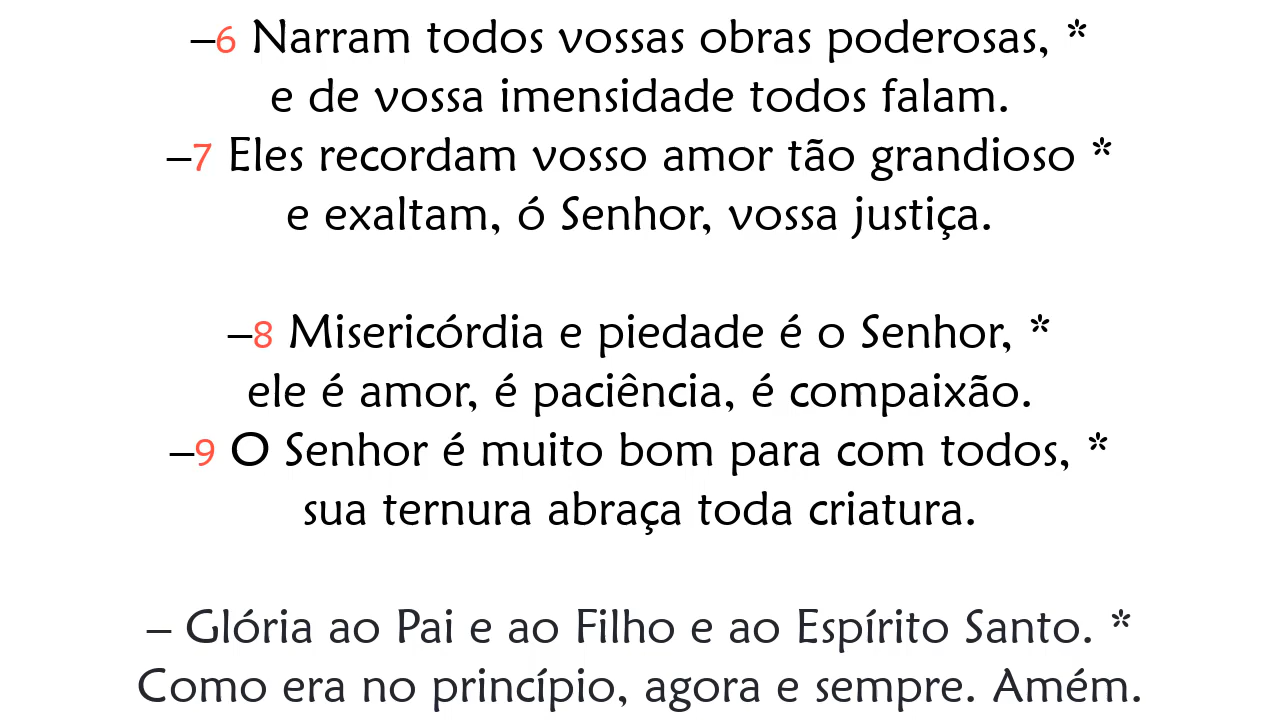 –6 Narram todos vossas obras poderosas, *
e de vossa imensidade todos falam.
–7 Eles recordam vosso amor tão grandioso *
e exaltam, ó Senhor, vossa justiça.
–8 Misericórdia e piedade é o Senhor, *
ele é amor, é paciência, é compaixão.
–9 O Senhor é muito bom para com todos, *
sua ternura abraça toda criatura.
– Glória ao Pai e ao Filho e ao Espírito Santo. *
Como era no princípio, agora e sempre. Amém.